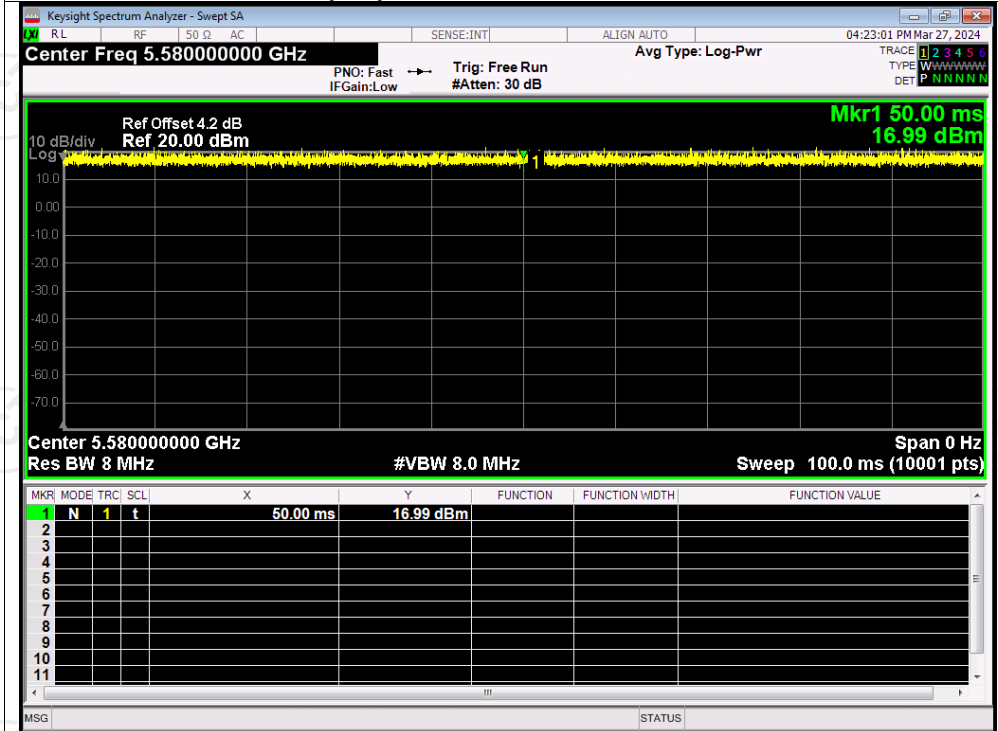 Keysight Spectrum Analyzer - Swept SA
LXI RL RF 50 Ω AC SENSE:INT ALIGN AUTO 04:23:01 PM Mar 27, 2024
Center Freq 5.580000000 GHz Avg Type: Log-Pwr TRACE 1 2 3 4 5 6
PNO: Fast Trig: Free Run TYPE WWWWWW
IFGain:Low #Atten: 30 dB DET P N N N N N
Mkr1 50.00 ms
Ref Offset 4.2 dB
10 dB/div Ref 20.00 dBm 16.99 dBm
Log
1
10.0
0.00
-10.0
-20.0
-30.0
-40.0
-50.0
-60.0
-70.0
Center 5.580000000 GHz Span 0 Hz
Res BW 8 MHz #VBW 8.0 MHz Sweep 100.0 ms (10001 pts)
MKR MODE TRC SCL X Y FUNCTION FUNCTION WIDTH FUNCTION VALUE
1 N 1 t 50.00 ms 16.99 dBm
2
3
4
5
6
7
8
9
10
11
MSG STATUS